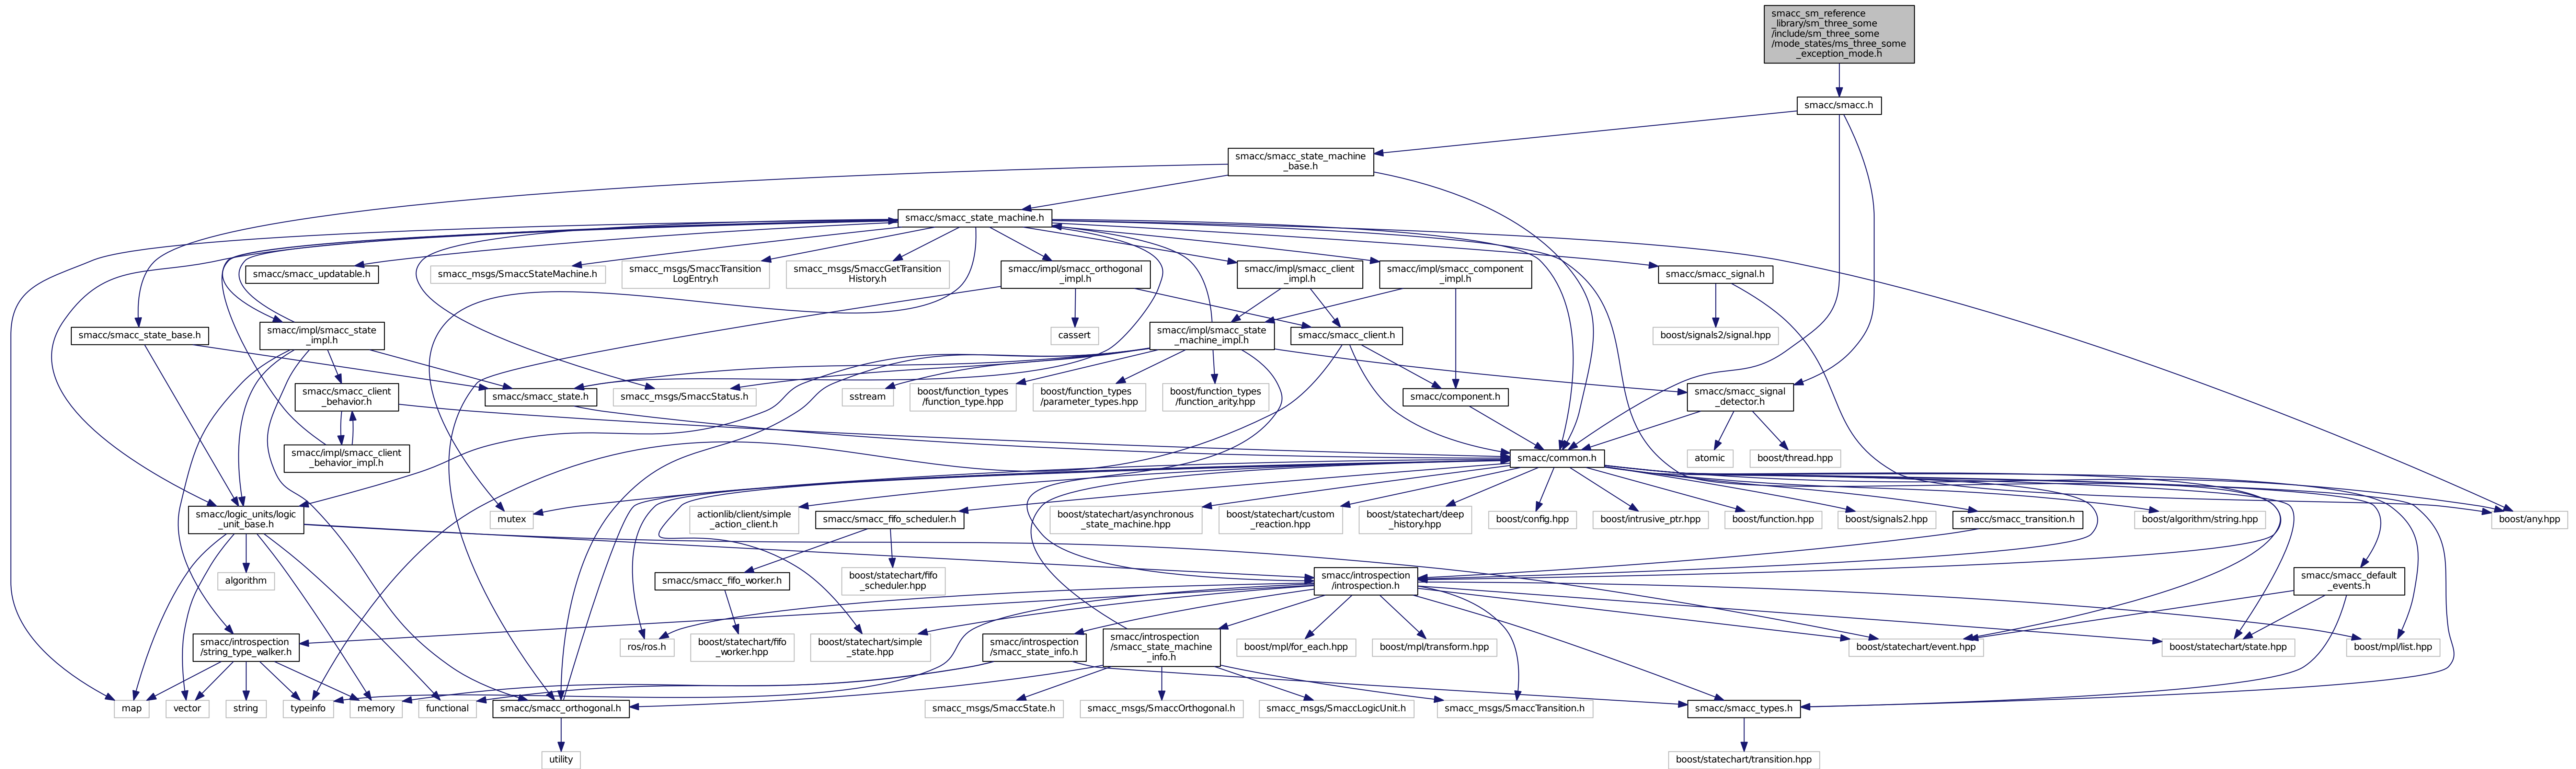 smacc_sm_reference
_library/sm_three_some
/include/sm_three_some
/mode_states/ms_three_some
_exception_mode.h
smacc/smacc.h
smacc/smacc_state_machine
_base.h
smacc/smacc_state_machine.h
smacc/smacc_updatable.h
smacc_msgs/SmaccStateMachine.h
smacc_msgs/SmaccTransition
LogEntry.h
smacc_msgs/SmaccGetTransition
History.h
smacc/impl/smacc_orthogonal
_impl.h
smacc/impl/smacc_client
_impl.h
smacc/impl/smacc_component
_impl.h
smacc/smacc_signal.h
smacc/smacc_state_base.h
smacc/impl/smacc_state
_impl.h
cassert
smacc/impl/smacc_state
_machine_impl.h
smacc/smacc_client.h
boost/signals2/signal.hpp
smacc/smacc_client
_behavior.h
smacc/smacc_state.h
smacc_msgs/SmaccStatus.h
sstream
boost/function_types
/function_type.hpp
boost/function_types
/parameter_types.hpp
boost/function_types
/function_arity.hpp
smacc/component.h
smacc/smacc_signal
_detector.h
smacc/impl/smacc_client
_behavior_impl.h
smacc/common.h
atomic
boost/thread.hpp
smacc/logic_units/logic
_unit_base.h
mutex
actionlib/client/simple
_action_client.h
smacc/smacc_fifo_scheduler.h
boost/statechart/asynchronous
_state_machine.hpp
boost/statechart/custom
_reaction.hpp
boost/statechart/deep
_history.hpp
boost/config.hpp
boost/intrusive_ptr.hpp
boost/function.hpp
boost/signals2.hpp
smacc/smacc_transition.h
boost/algorithm/string.hpp
boost/any.hpp
algorithm
smacc/smacc_fifo_worker.h
boost/statechart/fifo
_scheduler.hpp
smacc/introspection
/introspection.h
smacc/smacc_default
_events.h
smacc/introspection
/string_type_walker.h
ros/ros.h
boost/statechart/fifo
_worker.hpp
boost/statechart/simple
_state.hpp
smacc/introspection
/smacc_state_info.h
smacc/introspection
/smacc_state_machine
_info.h
boost/mpl/for_each.hpp
boost/mpl/transform.hpp
boost/statechart/event.hpp
boost/statechart/state.hpp
boost/mpl/list.hpp
map
vector
string
typeinfo
memory
functional
smacc/smacc_orthogonal.h
smacc_msgs/SmaccState.h
smacc_msgs/SmaccOrthogonal.h
smacc_msgs/SmaccLogicUnit.h
smacc_msgs/SmaccTransition.h
smacc/smacc_types.h
utility
boost/statechart/transition.hpp